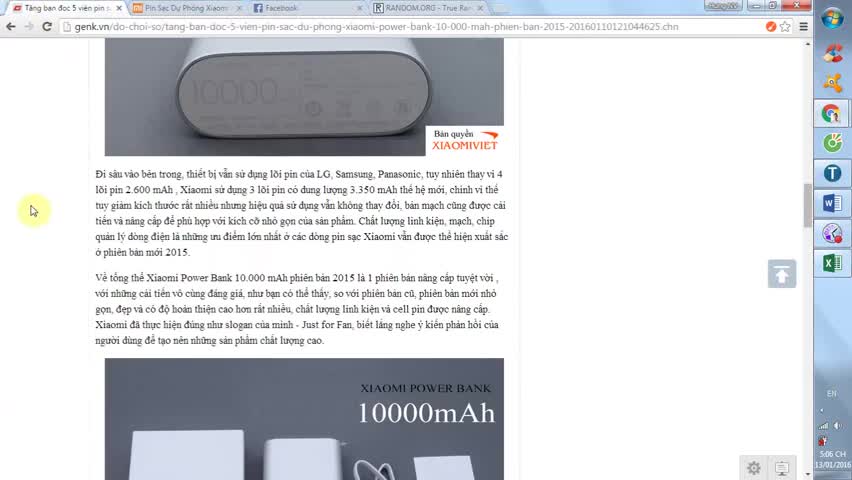 Tặng bạn đọc 5 viên pin s
Pin Sạc Dự Phòng Xiaomi
Facebook
RANDOM.ORG - True Ran
Hung NV
genk.vn/do-choi-so/tang-ban-doc-5-vien-pin-sac-du-phong-xiaomi-power-bank-10-000-mah-phien-ban-2015-20160110121044625.chn
10000
Bản quyền
XIAOMIVIET
Đi sâu vào bên trong, thiết bị vẫn sử dụng lõi pin của LG, Samsung, Panasonic, tuy nhiên thay vì 4
lõi pin 2.600 mAh , Xiaomi sử dụng 3 lõi pin có dung lượng 3.350 mAh thế hệ mới, chính vì thế
tuy giảm kích thước rất nhiều nhưng hiệu quả sử dụng vẫn không thay đổi, bản mạch cũng được cải
tiến và nâng cấp để phù hợp với kích cỡ nhỏ gọn của sản phẩm. Chất lượng linh kiện, mạch, chip
quản lý dòng điện là những ưu điểm lớn nhất ở các dòng pin sạc Xiaomi vẫn được thể hiện xuất sắc
ở phiên bản mới 2015.
Về tổng thể Xiaomi Power Bank 10.000 mAh phiên bản 2015 là 1 phiên bản nâng cấp tuyệt vời ,
với những cải tiến vô cùng đáng giá, như bạn có thể thấy, so với phiên bản cũ, phiên bản mới nhỏ
gọn, đẹp và có độ hoàn thiện cao hơn rất nhiều, chất lượng linh kiện và cell pin được nâng cấp.
Xiaomi đã thực hiện đúng như slogan của mình - Just for Fan, biết lắng nghe ý kiến phản hồi của
người dùng để tạo nên những sản phẩm chất lượng cao.
XIAOMI POWER BANK
10000mAh
EN
5:06 CH
13/01/2016